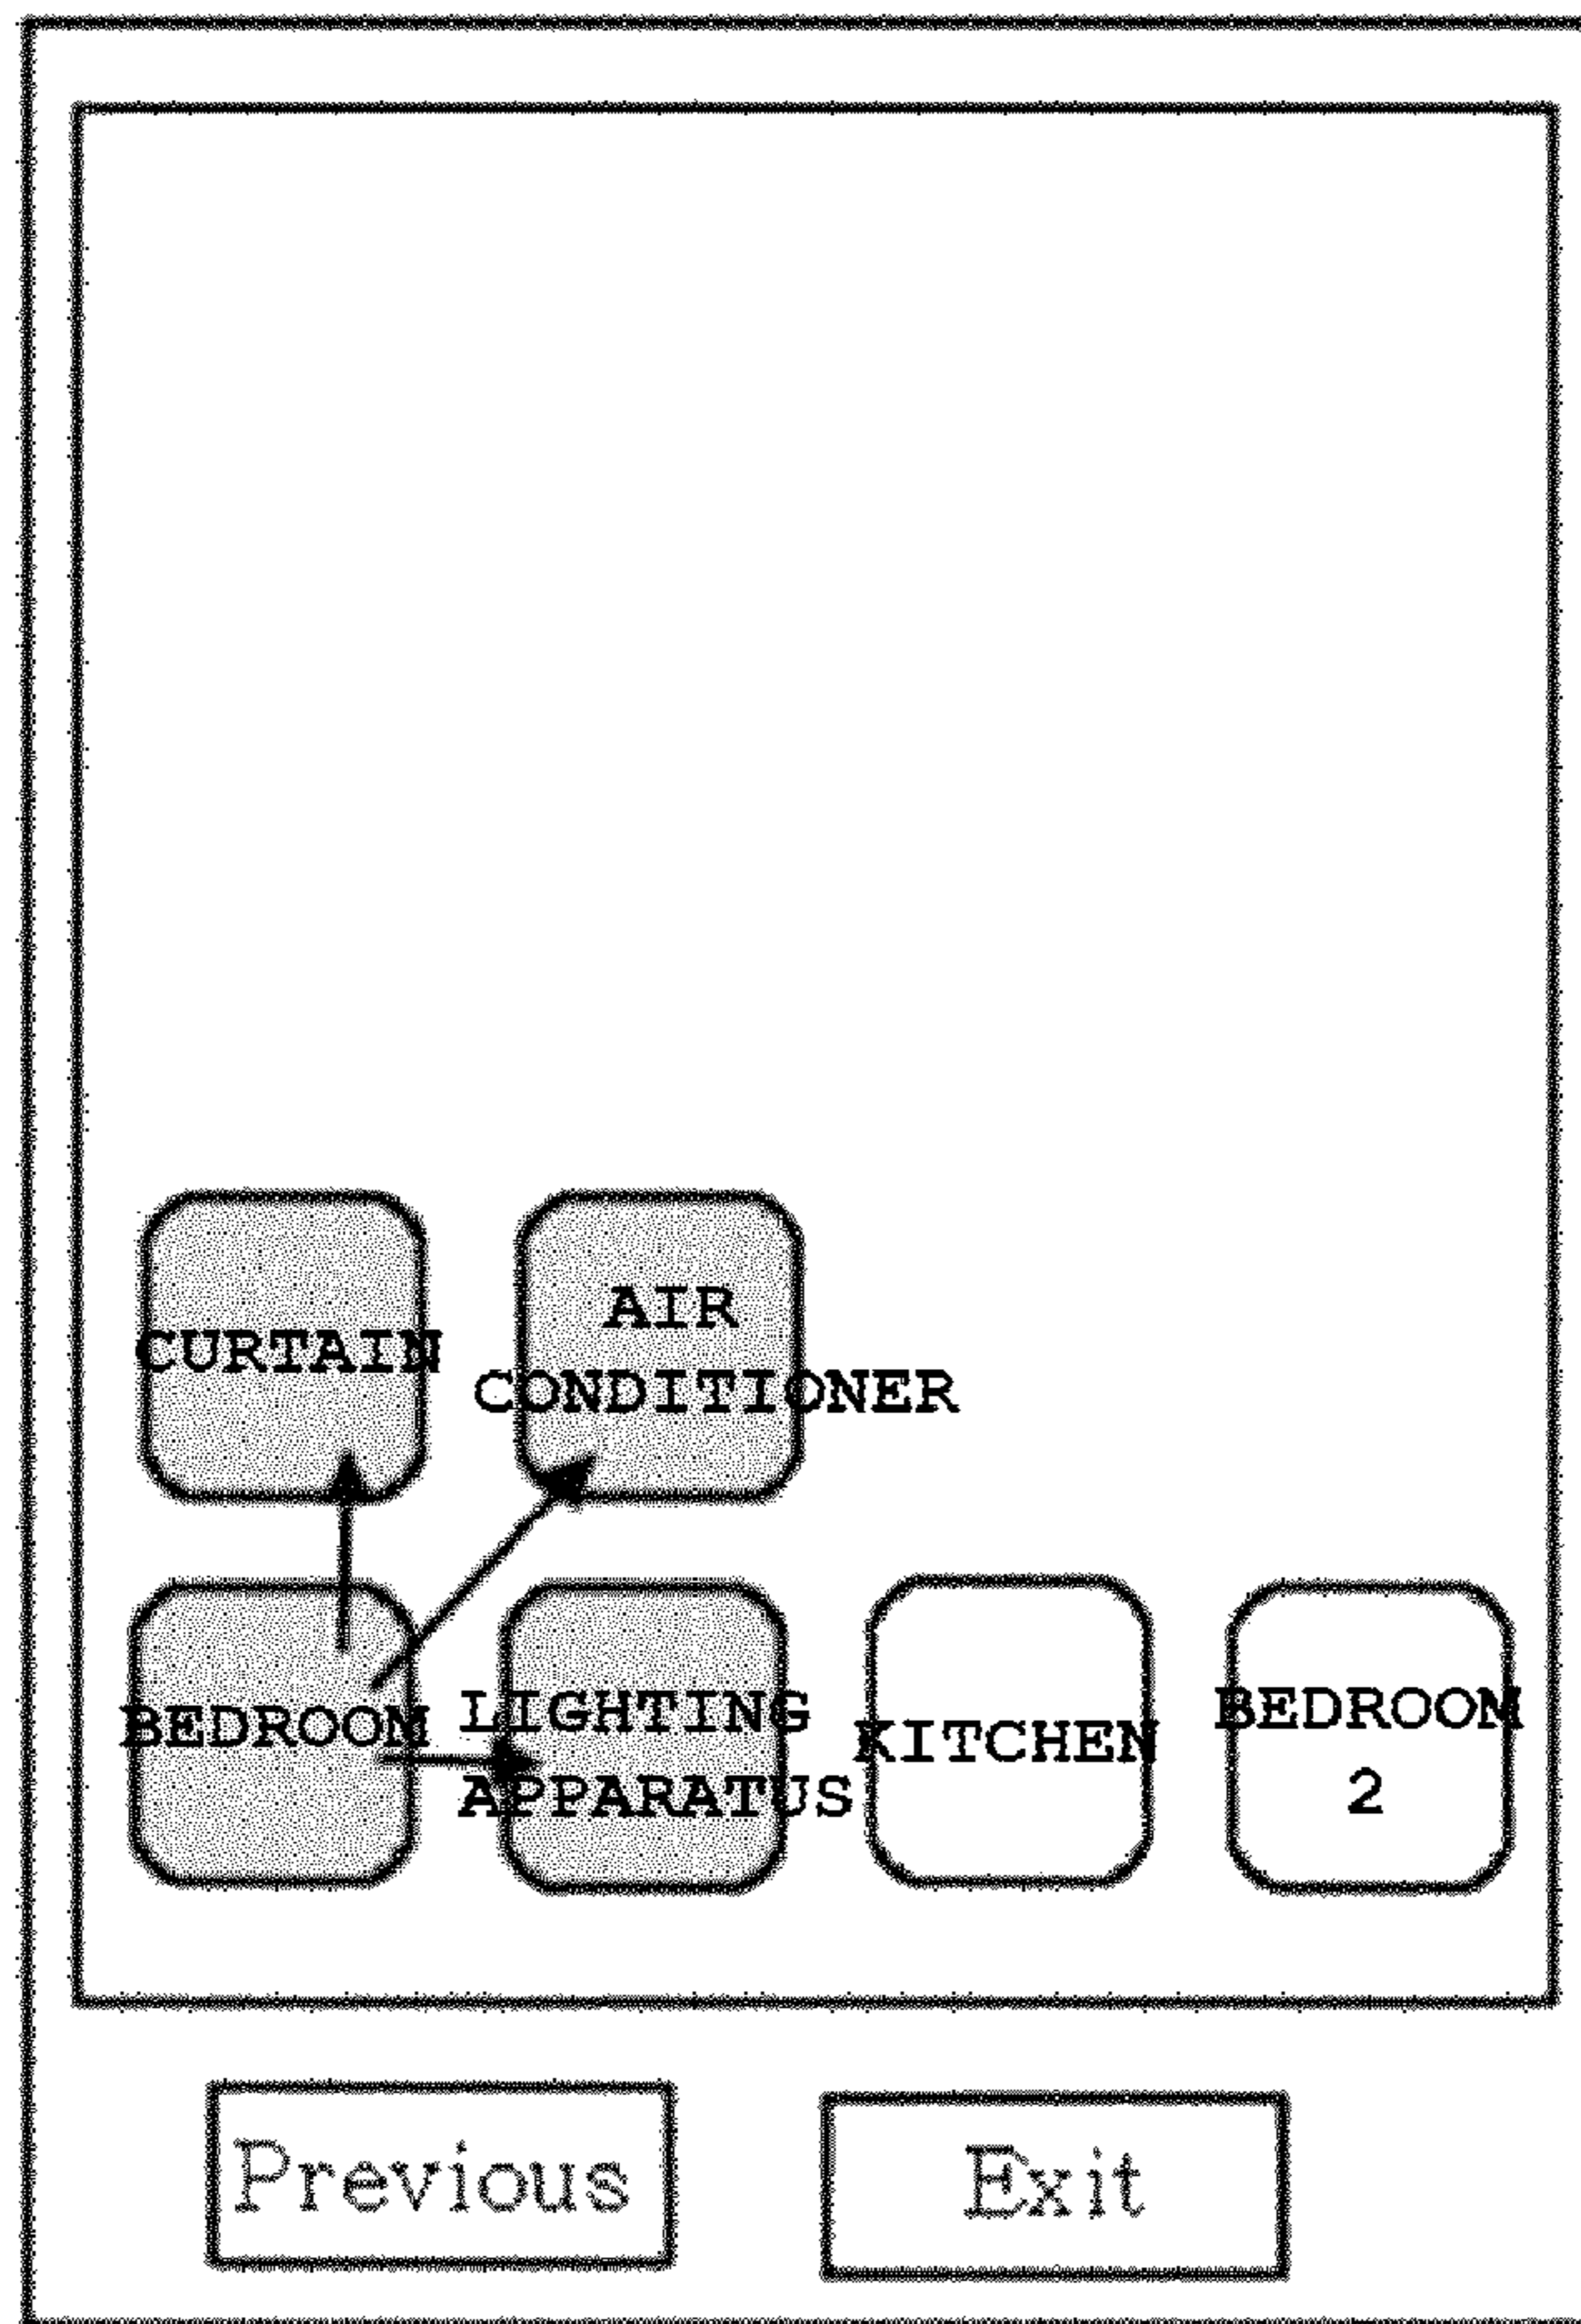 CURTAIN
AIR
CONDITIONER
BEDROOM
LIGHTING
APPARATUS
KITCHEN
BEDROOM
2
Previous
Exit